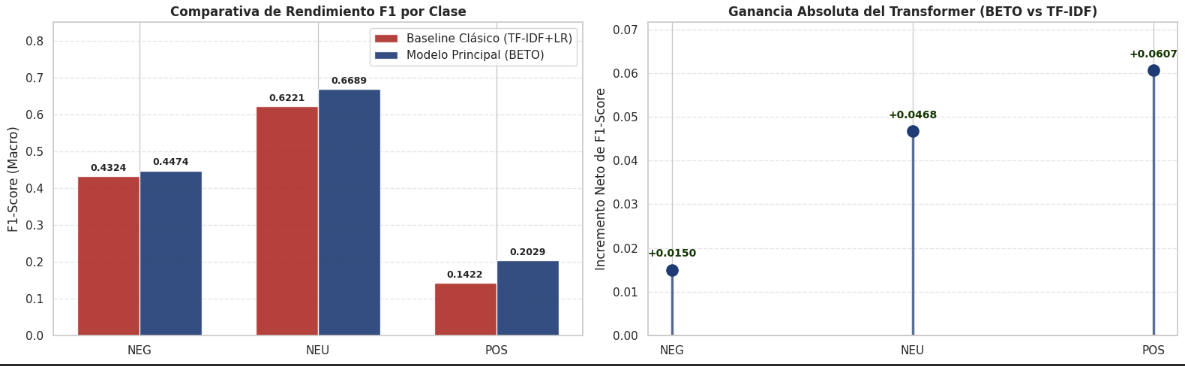 Comparativa de Rendimiento F1 por Clase
F1-Score (Macro)
0.8
0.7
0.6
0.5
0.4
0.3
0.2
0.1
0.0
Baseline Clásico (TF-IDF+LR)
Modelo Principal (BETO)
0.4324
0.4474
0.6221
0.6689
0.1422
0.2029
NEG
NEU
POS
Ganancia Absoluta del Transformer (BETO vs TF-IDF)
Incremento Neto de F1-Score
0.07
0.06
0.05
0.04
0.03
0.02
0.01
0.00
+0.0150
+0.0468
+0.0607
NEG
NEU
POS